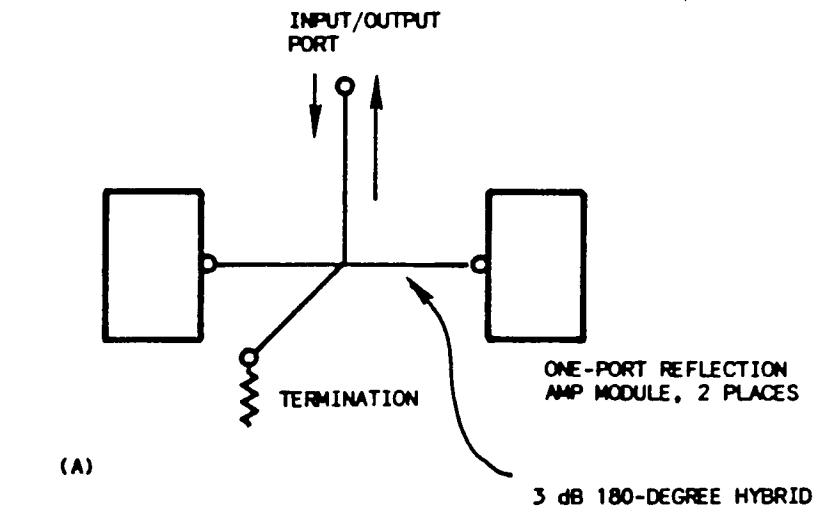 INPUT/OUTPUT
PORT
TERMINATION
ONE-PORT REFLECTION
AMP MODULE, 2 PLACES
(A)
3 dB 180-DEGREE HYBRID